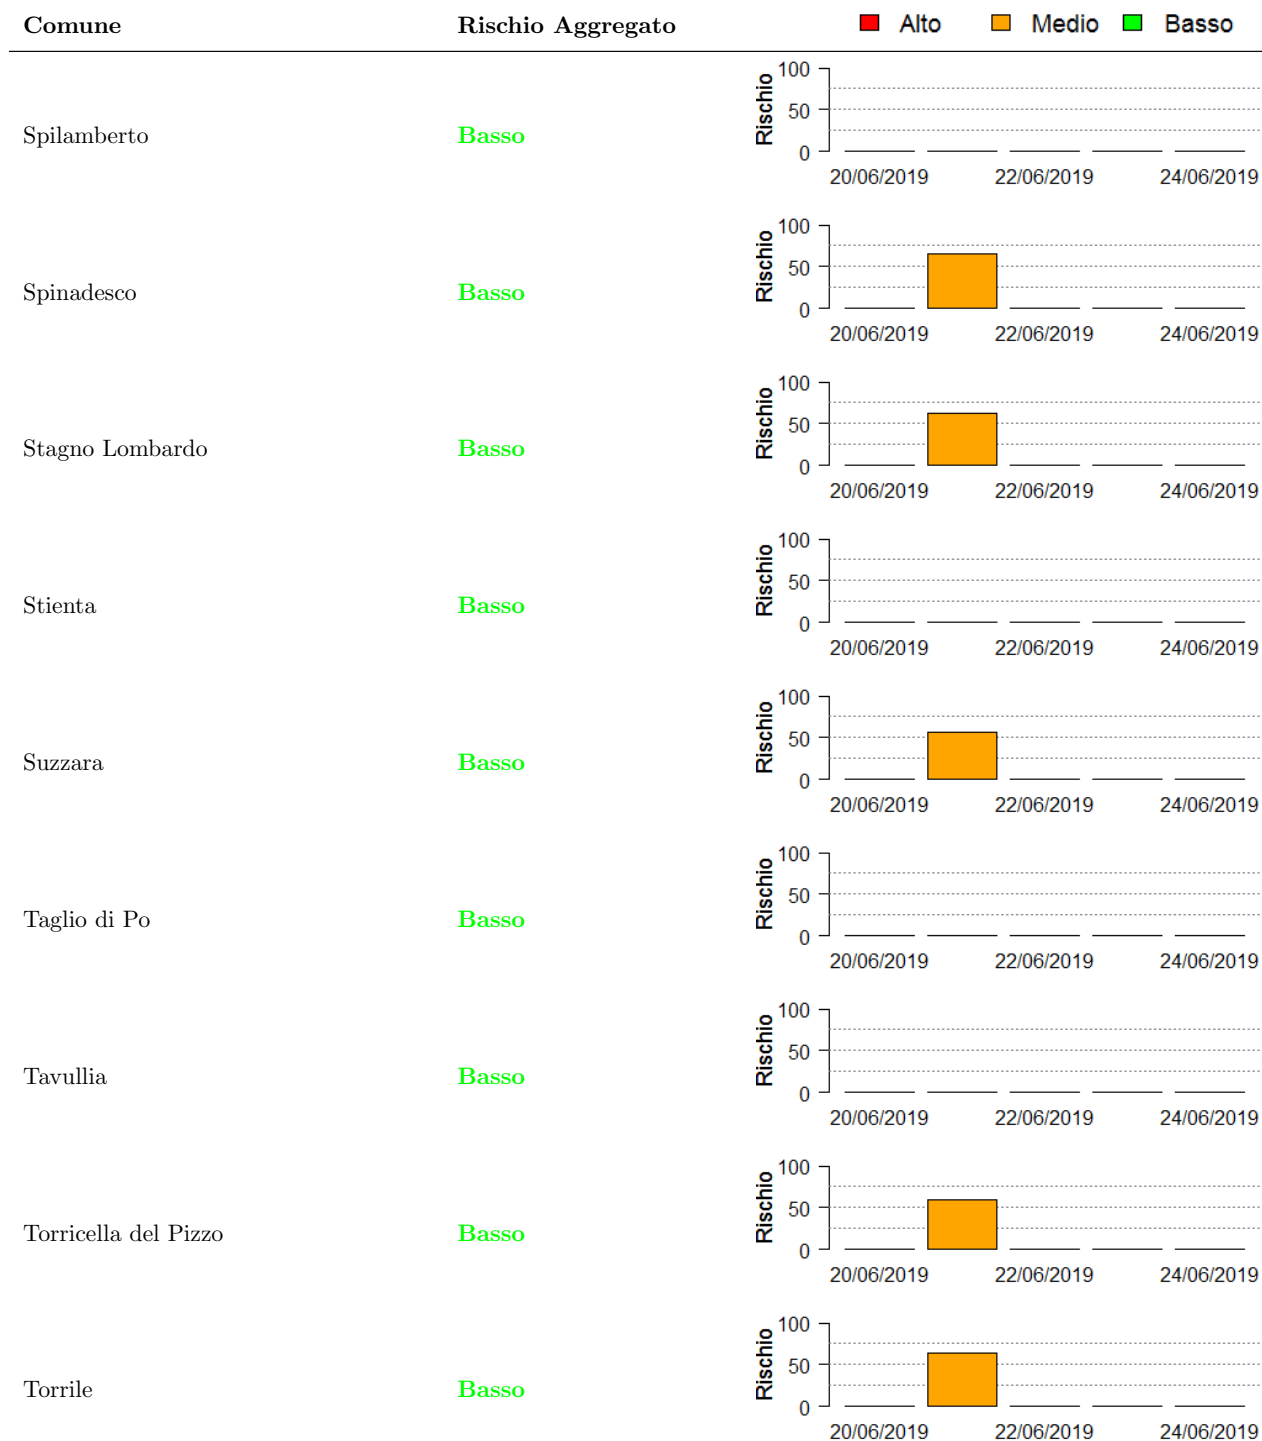 Comune Rischio Aggregato Alto Medio Basso
100
50
0
Rischio
Spilamberto Basso
20/06/2019 22/06/2019 24/06/2019
100
50
0
Rischio
Spinadesco Basso
20/06/2019 22/06/2019 24/06/2019
100
50
0
Rischio
Stagno Lombardo Basso
20/06/2019 22/06/2019 24/06/2019
100
50
0
Rischio
Stienta Basso
20/06/2019 22/06/2019 24/06/2019
100
50
0
Rischio
Suzzara Basso
20/06/2019 22/06/2019 24/06/2019
100
50
0
Rischio
Taglio di Po Basso
20/06/2019 22/06/2019 24/06/2019
100
50
0
Rischio
Tavullia Basso
20/06/2019 22/06/2019 24/06/2019
100
50
0
Rischio
Torricella del Pizzo Basso
20/06/2019 22/06/2019 24/06/2019
100
50
0
Rischio
Torrile Basso
20/06/2019 22/06/2019 24/06/2019